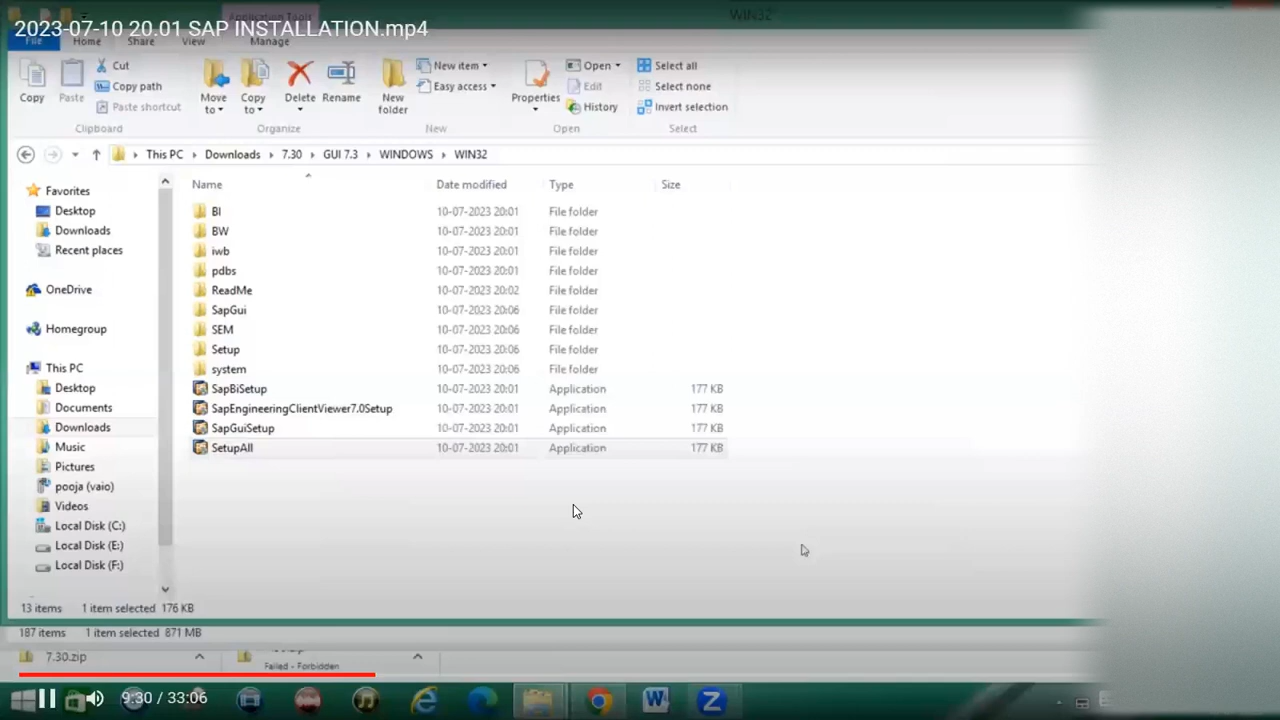 WIN32
2023-07-10 20.01 SAP INSTALLATION.mp4
File Home Share View Manage
Cut
Copy path
Paste shortcut
Copy Paste
Clipboard
Move to Copy to Delete Rename
Organize
New folder
New item
Easy access
New
Properties
Open
Edit
History
Open
Select all
Select none
Invert selection
Select
This PC Downloads 7.30 GUI 7.3 WINDOWS WIN32
Favorites
Desktop
Downloads
Recent places
OneDrive
Homegroup
This PC
Desktop
Documents
Downloads
Music
Pictures
pooja (vaio)
Videos
Local Disk (C:)
Local Disk (E:)
Local Disk (F:)
Name Date modified Type Size
BI 10-07-2023 20:01 File folder
BW 10-07-2023 20:01 File folder
iwb 10-07-2023 20:01 File folder
pdbs 10-07-2023 20:01 File folder
ReadMe 10-07-2023 20:02 File folder
SapGui 10-07-2023 20:06 File folder
SEM 10-07-2023 20:06 File folder
Setup 10-07-2023 20:06 File folder
system 10-07-2023 20:06 File folder
SapBiSetup 10-07-2023 20:01 Application 177 KB
SapEngineeringClientViewer7.0Setup 10-07-2023 20:01 Application 177 KB
SapGuiSetup 10-07-2023 20:01 Application 177 KB
SetupAll 10-07-2023 20:01 Application 177 KB
13 items 1 item selected 176 KB
187 items 1 item selected 871 MB
7.30.zip
Failed - Forbidden
9:30 / 33:06